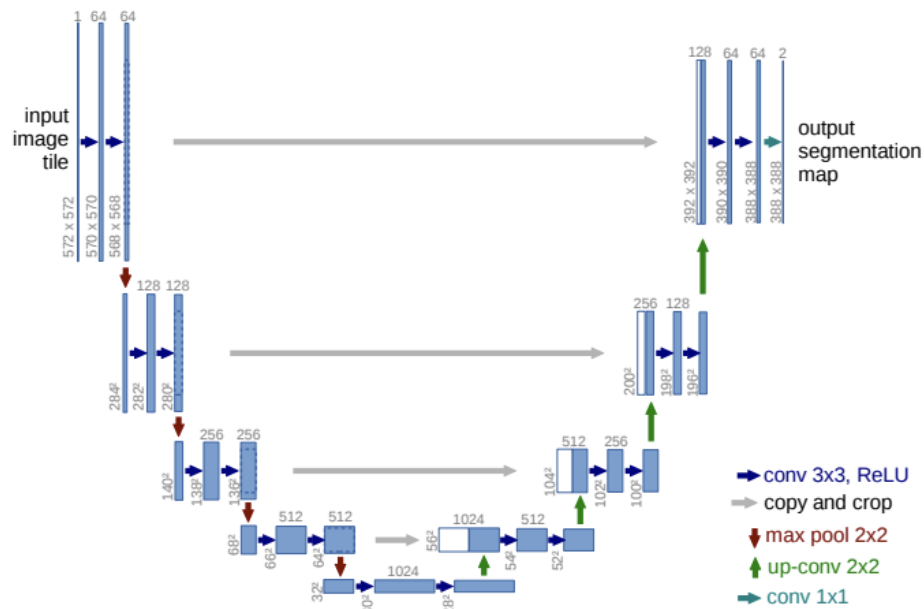 1
64
64
128
64
64
2
input
image
tile
output
segmentation
map
572 x 572
570 x 570
568 x 568
392 x 392
390 x 390
388 x 388
388 x 388
128
128
256
128
284²
282²
280²
200²
198²
196²
256
256
512
256
140²
138²
136²
104²
102²
100²
512
512
1024
512
68²
66²
64²
56²
54²
52²
1024
32²
conv 3x3, ReLU
copy and crop
max pool 2x2
up-conv 2x2
conv 1x1